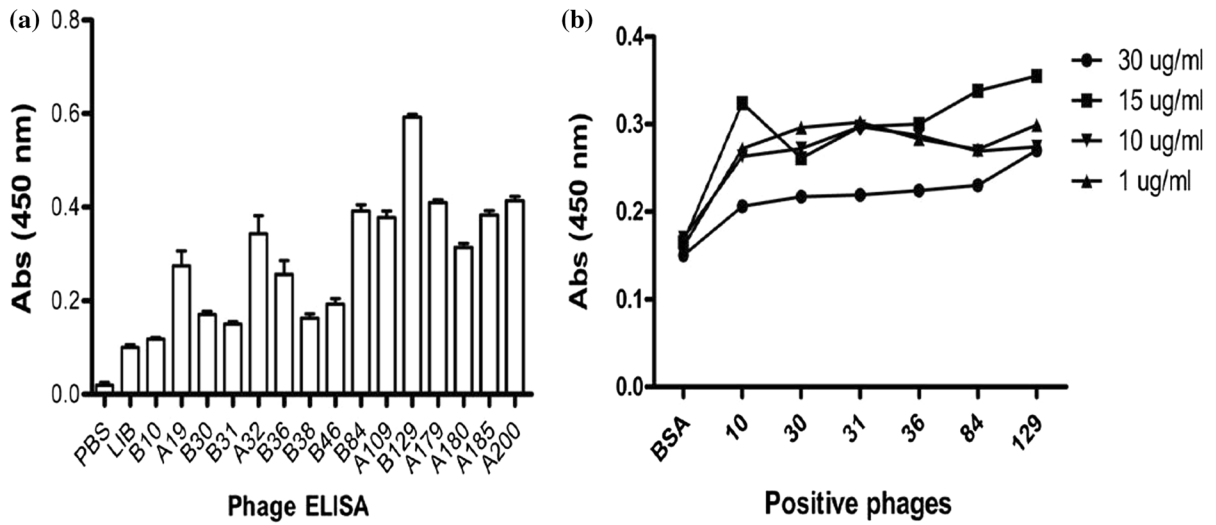 (a)
0.8
0.6
0.4
0.2
0.0
Abs (450 nm)
PBS
LIB
B10
A19
B30
B31
A32
B36
B38
B46
B84
A109
B129
A179
A180
A185
A200
Phage ELISA
(b)
0.4
0.3
0.2
0.1
0.0
Abs (450 nm)
BSA
10
30
31
36
84
129
Positive phages
30 ug/ml
15 ug/ml
10 ug/ml
1 ug/ml